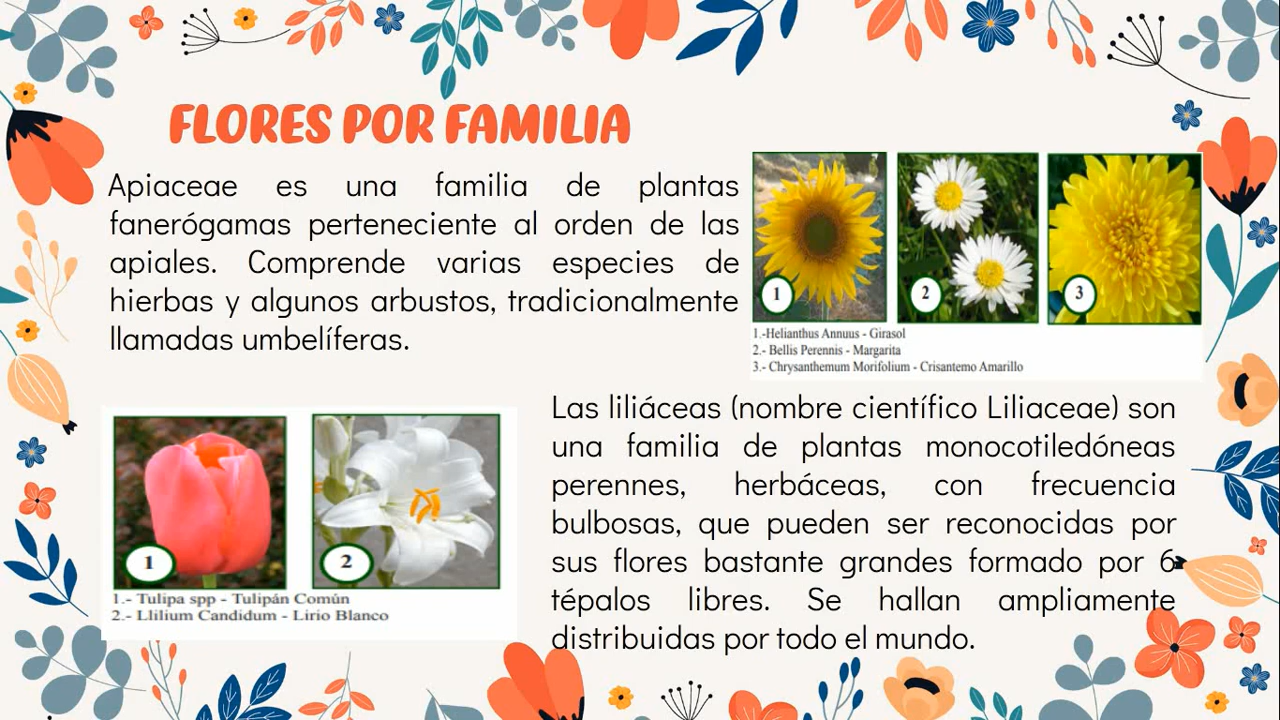 FLORES POR FAMILIA
Apiaceae es una familia de plantas
fanerógamas perteneciente al orden de las
apiales. Comprende varias especies de
hierbas y algunos arbustos, tradicionalmente
llamadas umbelíferas.
1
2
3
1.-Helianthus Annuus - Girasol
2.- Bellis Perennis - Margarita
3.- Chrysanthemum Morifolium - Crisantemo Amarillo
1
2
1.- Tulipa spp - Tulipán Común
2.- Llilium Candidum - Lirio Blanco
Las liliáceas (nombre científico Liliaceae) son
una familia de plantas monocotiledóneas
perennes, herbáceas, con frecuencia
bulbosas, que pueden ser reconocidas por
sus flores bastante grandes formado por 6
tépalos libres. Se hallan ampliamente
distribuidas por todo el mundo.